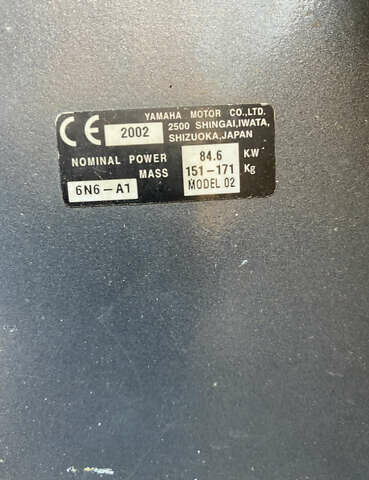 CE 2002 YAMAHA MOTOR CO.,LTD.
2500 SHINGAI,IWATA,
SHIZUOKA,JAPAN
NOMINAL POWER 84.6 KW
MASS 151-171 Kg
6N6-A1 MODEL 02